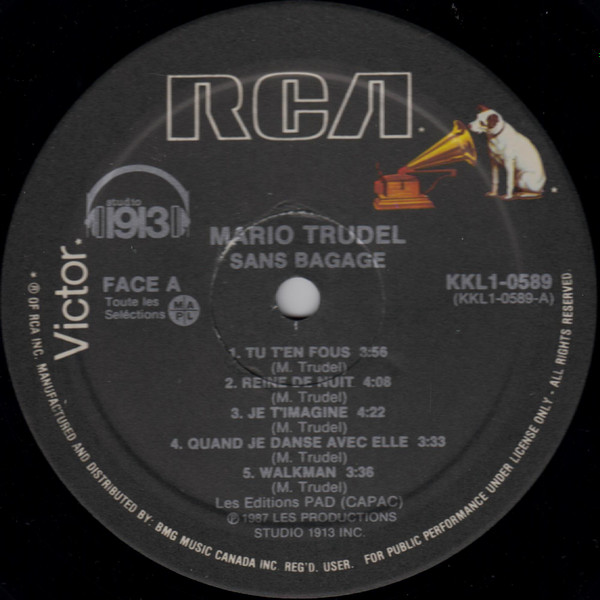 RCA
studio
1913
Victor.
MARIO TRUDEL
SANS BAGAGE
FACE A
Toute les
Seléctions
M A
P L
KKL1-0589
(KKL1-0589-A)
1. TU T'EN FOUS 3:56
(M. Trudel)
2. REINE DE NUIT 4:08
(M. Trudel)
3. JE T'IMAGINE 4:22
(M. Trudel)
4. QUAND JE DANSE AVEC ELLE 3:33
(M. Trudel)
5. WALKMAN 3:36
(M. Trudel)
Les Editions PAD (CAPAC)
℗ 1987 LES PRODUCTIONS
STUDIO 1913 INC.
* ® OF RCA INC. MANUFACTURED AND DISTRIBUTED BY: BMG MUSIC CANADA INC. REG'D. USER. FOR PUBLIC PERFORMANCE UNDER LICENSE ONLY - ALL RIGHTS RESERVED.